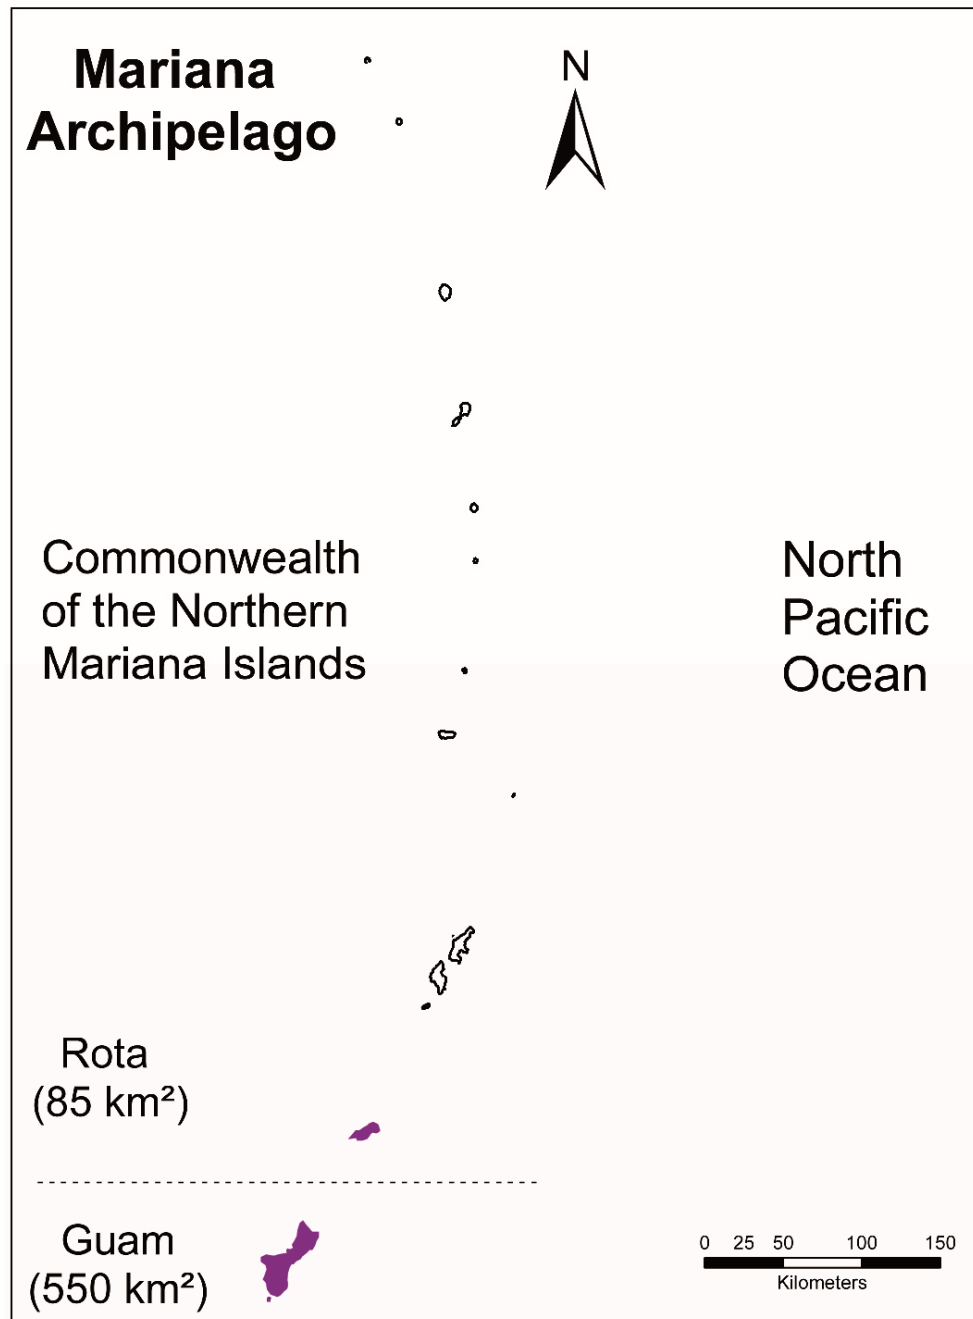 Mariana
Archipelago
N
Commonwealth
of the Northern
Mariana Islands
North
Pacific
Ocean
Rota
(85 km²)
Guam
(550 km²)
0 25 50 100 150
Kilometers